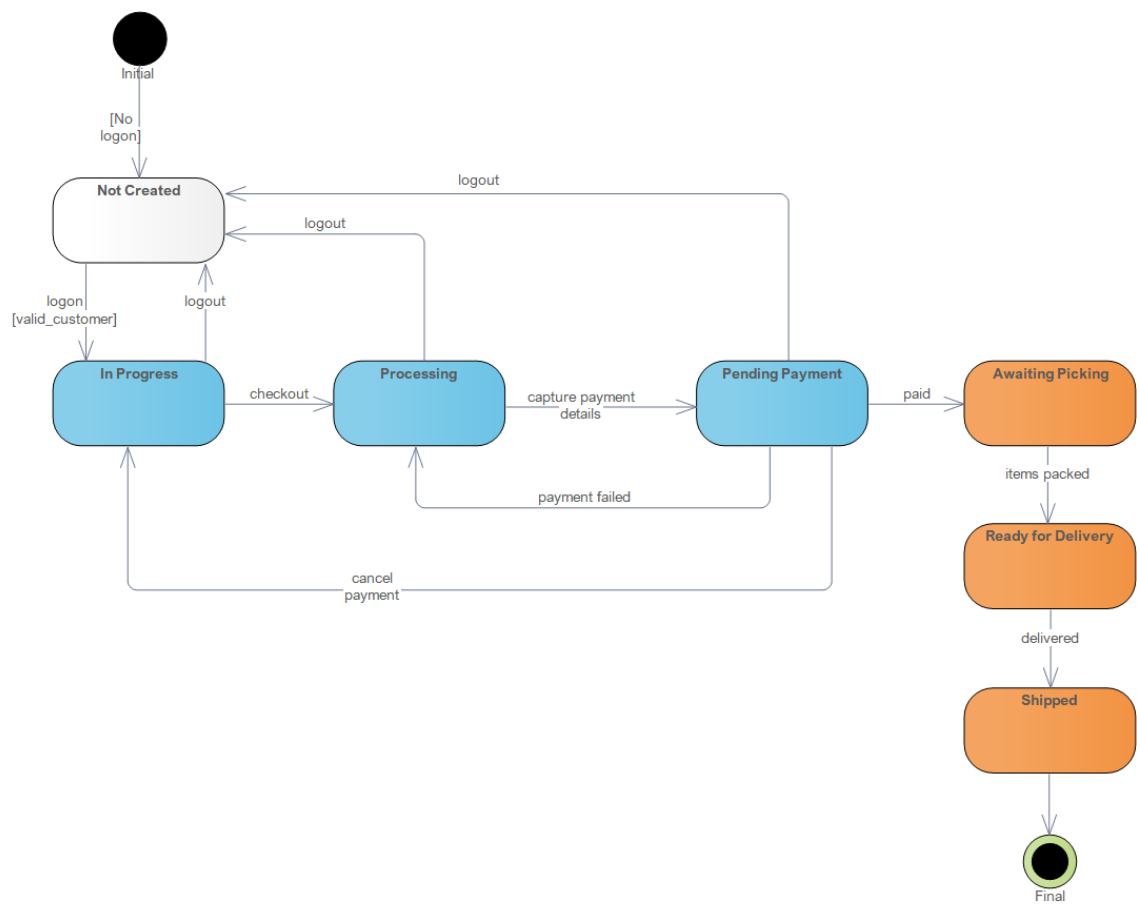 Initial
[No
logon]
Not Created
logout
logout
logon
[valid_customer]
logout
In Progress
Processing
Pending Payment
Awaiting Picking
checkout
capture payment
details
paid
items packed
payment failed
Ready for Delivery
cancel
payment
delivered
Shipped
Final